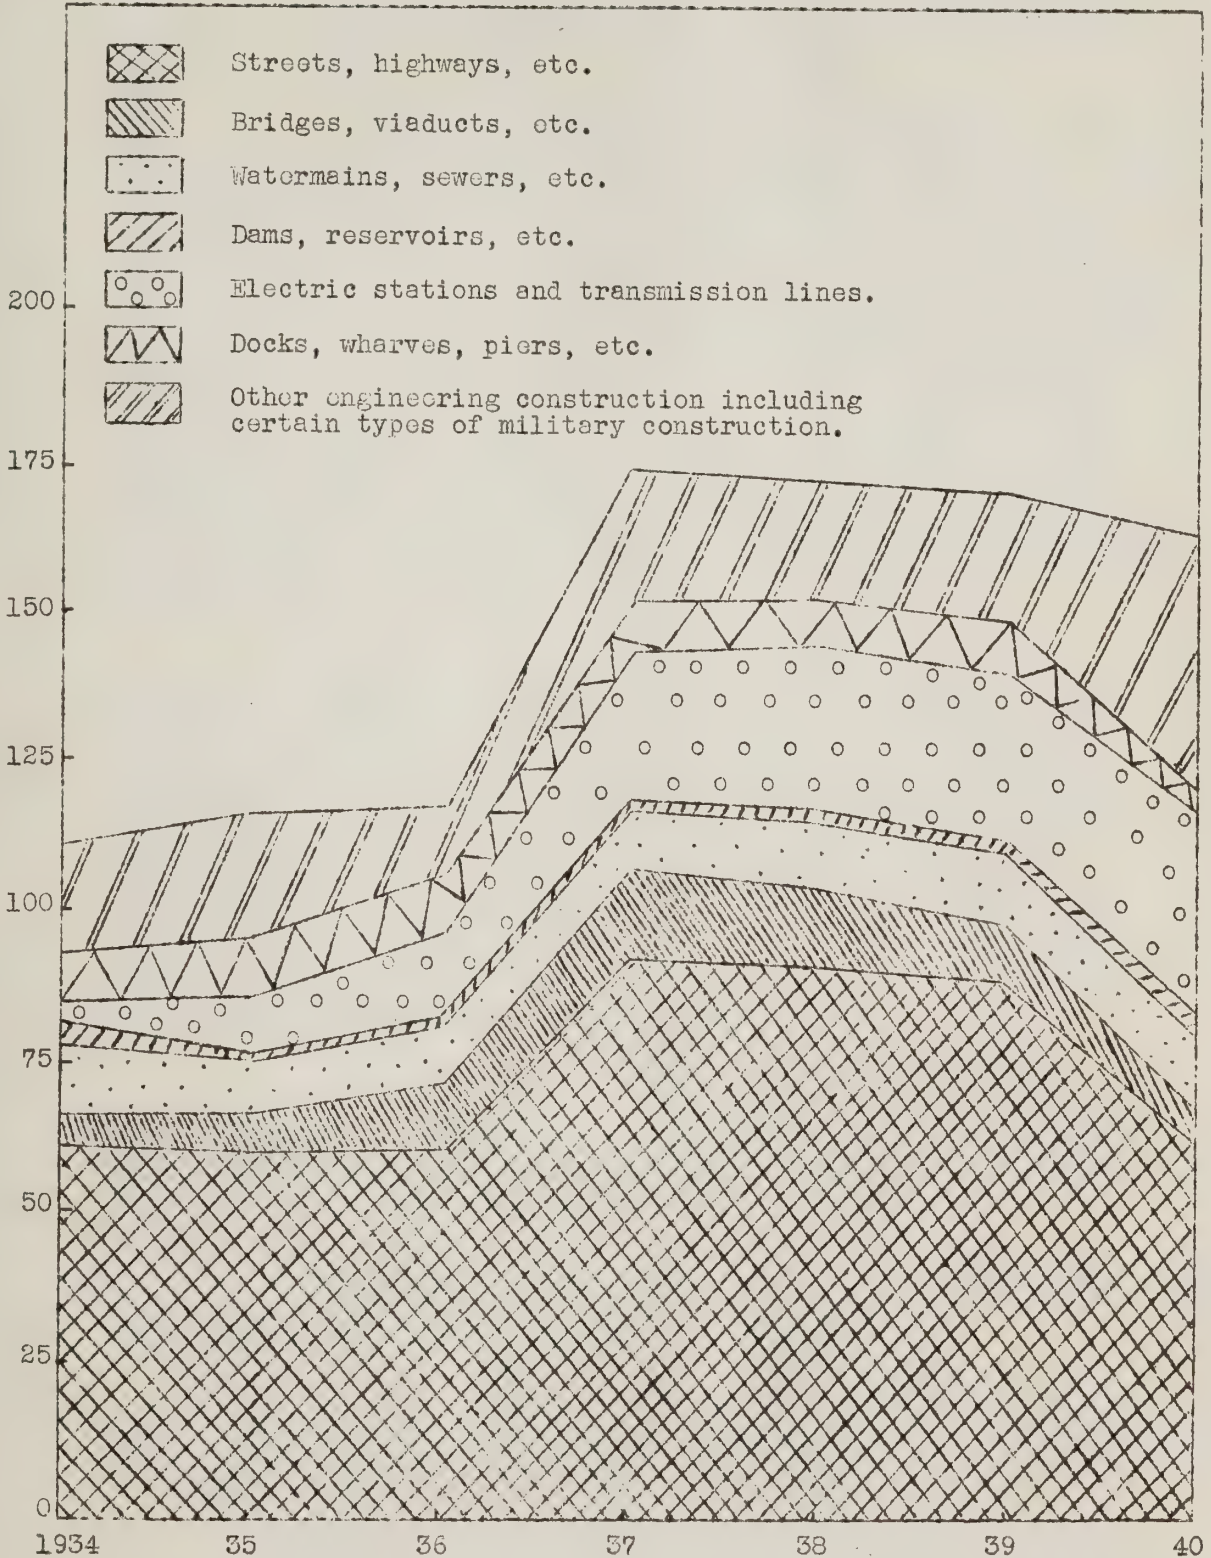 Streets, highways, etc.
Bridges, viaducts, etc.
Watermains, sewers, etc.
Dams, reservoirs, etc.
Electric stations and transmission lines.
Docks, wharves, piers, etc.
Other engineering construction including
certain types of military construction.
200
175
150
125
100
75
50
25
0
1934 35 36 37 38 39 40